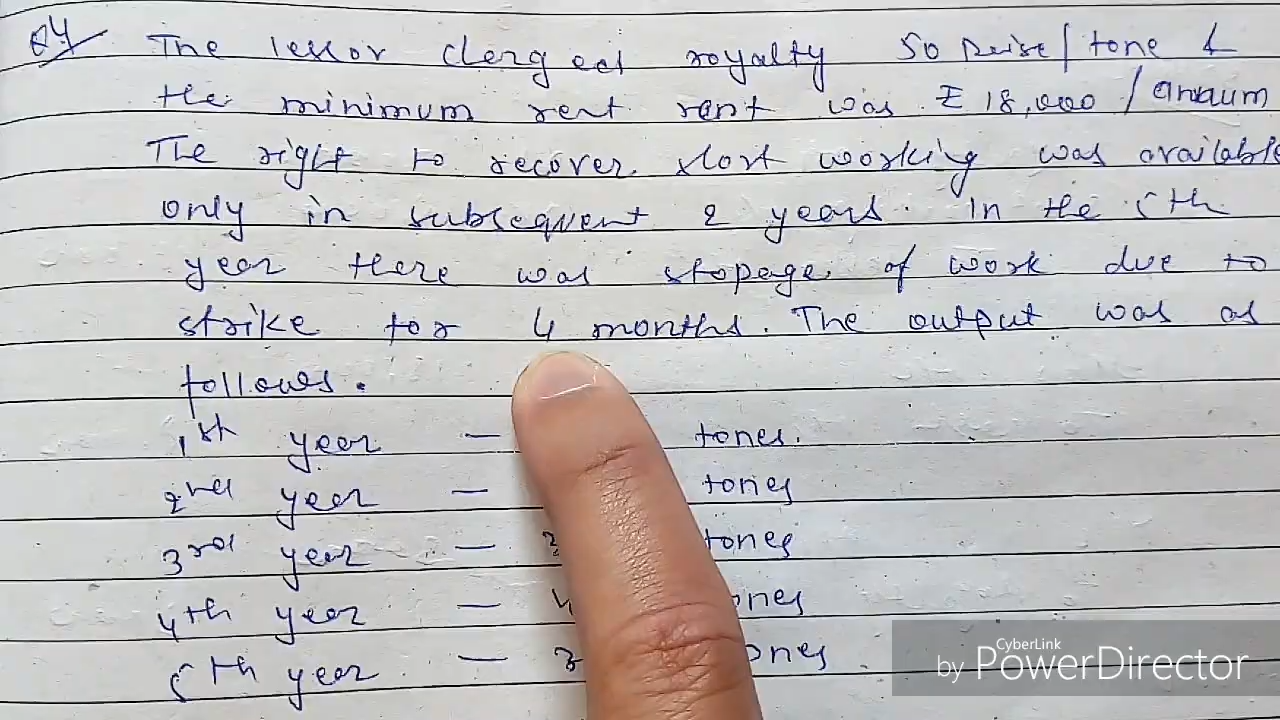 Q4 The lessor charged royalty 50 Paise/tone &
the minimum rent rent was ₹ 18,000 / annum
The right to recover short working was available
only in subsequent 2 years. In the 5th
year there was stopage of work due to
strike for 4 months. The output was as
follows.
1st year — tones.
2nd year — tones
3rd year — tones
4th year — ones
5th year — ones
CyberLink
by PowerDirector